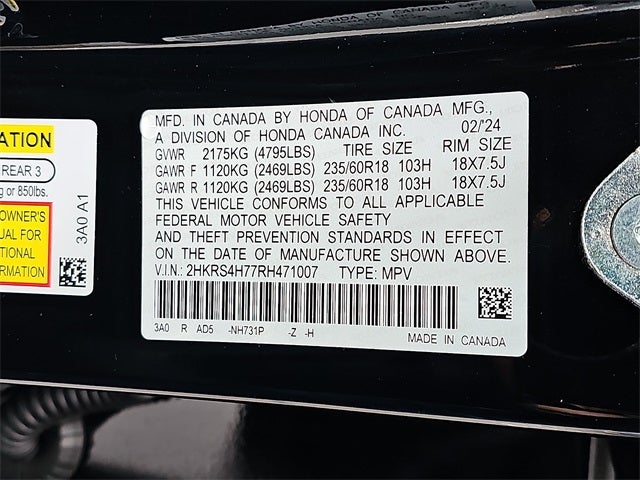 MFD. IN CANADA BY HONDA OF CANADA MFG.,
A DIVISION OF HONDA CANADA INC. 02/'24
GVWR 2175KG (4795LBS) TIRE SIZE RIM SIZE
GAWR F 1120KG (2469LBS) 235/60R18 103H 18X7.5J
GAWR R 1120KG (2469LBS) 235/60R18 103H 18X7.5J
THIS VEHICLE CONFORMS TO ALL APPLICABLE
FEDERAL MOTOR VEHICLE SAFETY
AND THEFT PREVENTION STANDARDS IN EFFECT
ON THE DATE OF MANUFACTURE SHOWN ABOVE.
V.I.N: 2HKRS4H77RH471007 TYPE: MPV
3A0 R AD5 -NH731P -Z -H
MADE IN CANADA
ATION
REAR 3
g or 850lbs.
OWNER'S
UAL FOR
TIONAL
RMATION
3A0 A1